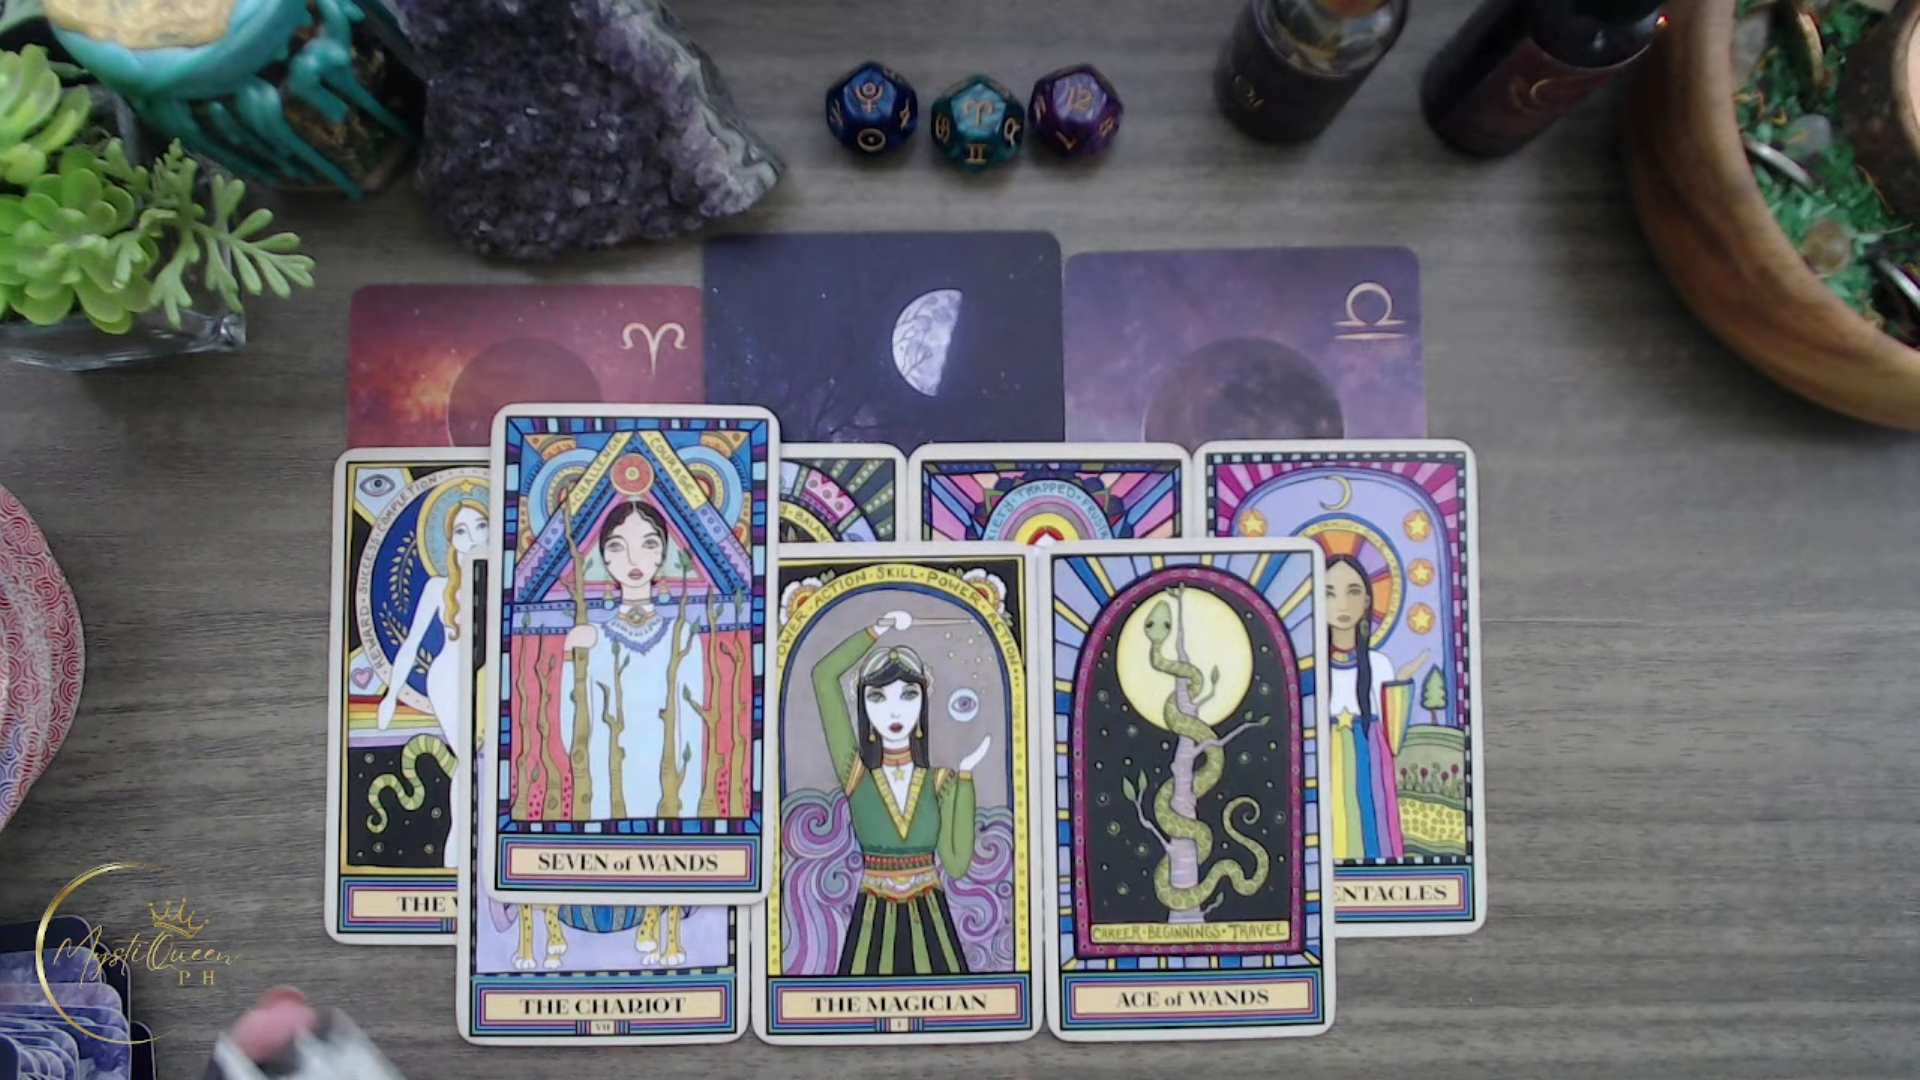 12
CHALLENGE · COURAGE ·
REWARD · SUCCESS · COMPLETION ·
TRAPPED ·
POWER · ACTION · SKILL · POWER · ACTION ·
CAREER · BEGINNINGS · TRAVEL
SEVEN of WANDS
THE
ENTACLES
THE CHARIOT
VII
THE MAGICIAN
I
ACE of WANDS
MystiQueen
PH